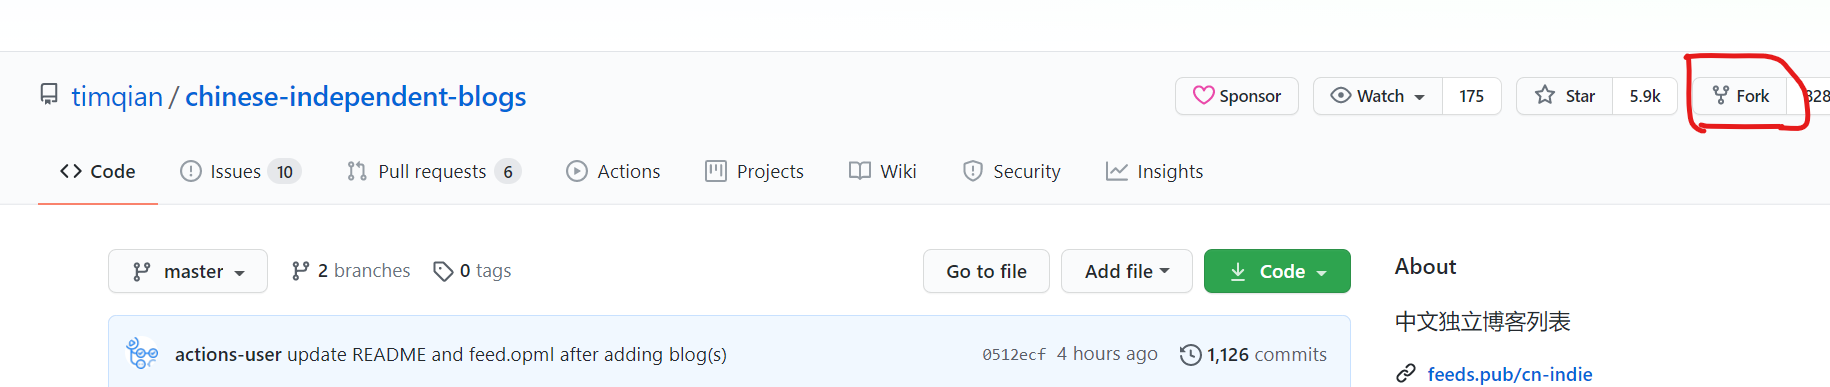 timqian / chinese-independent-blogs
Sponsor
Watch 175
Star 5.9k
Fork
Code
Issues 10
Pull requests 6
Actions
Projects
Wiki
Security
Insights
master
2 branches
0 tags
Go to file
Add file
Code
About
中文独立博客列表
actions-user update README and feed.opml after adding blog(s)
0512ecf 4 hours ago
1,126 commits
feeds.pub/cn-indie